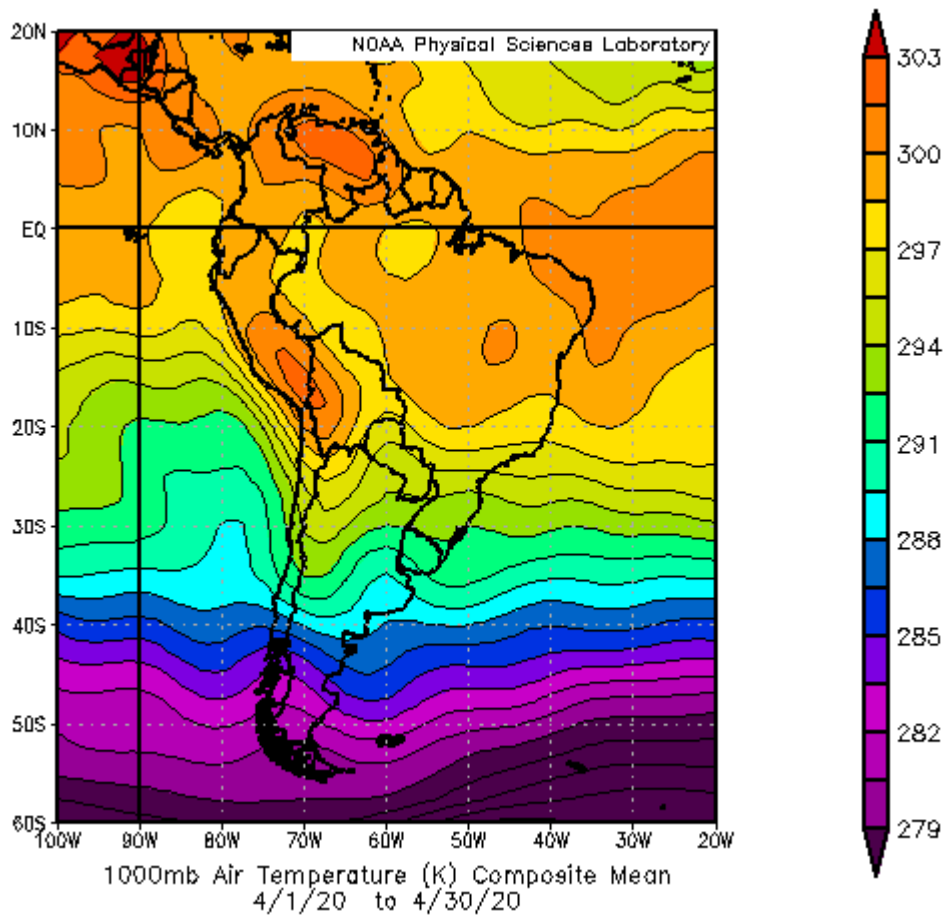 NOAA Physical Sciences Laboratory
20N
10N
EQ
10S
20S
30S
40S
50S
60S
100W 90W 80W 70W 60W 50W 40W 30W 20W
1000mb Air Temperature (K) Composite Mean
4/1/20 to 4/30/20
303
300
297
294
291
288
285
282
279